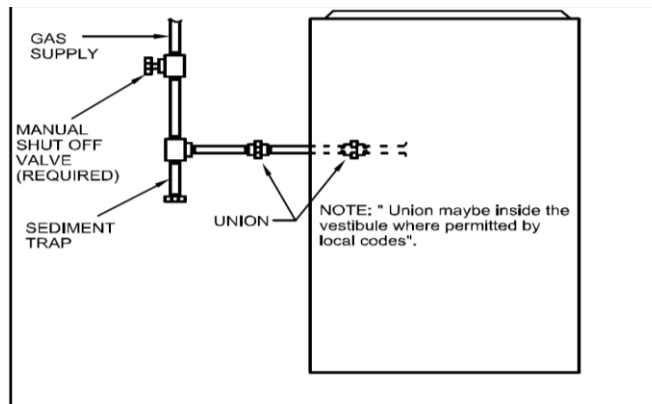 GAS
SUPPLY
MANUAL
SHUT OFF
VALVE
(REQUIRED)
SEDIMENT
TRAP
UNION
NOTE: " Union maybe inside the
vestibule where permitted by
local codes".